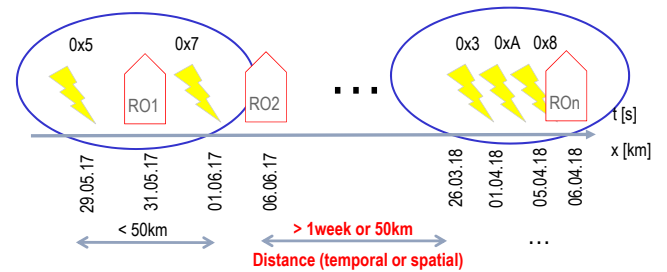 0x5 0x7 0x3 0xA 0x8
RO1 RO2 ... ROn
t [s]
x [km]
29.05.17 31.05.17 01.06.17 06.06.17 26.03.18 01.04.18 05.04.18 06.04.18
< 50km > 1week or 50km ...
Distance (temporal or spatial)